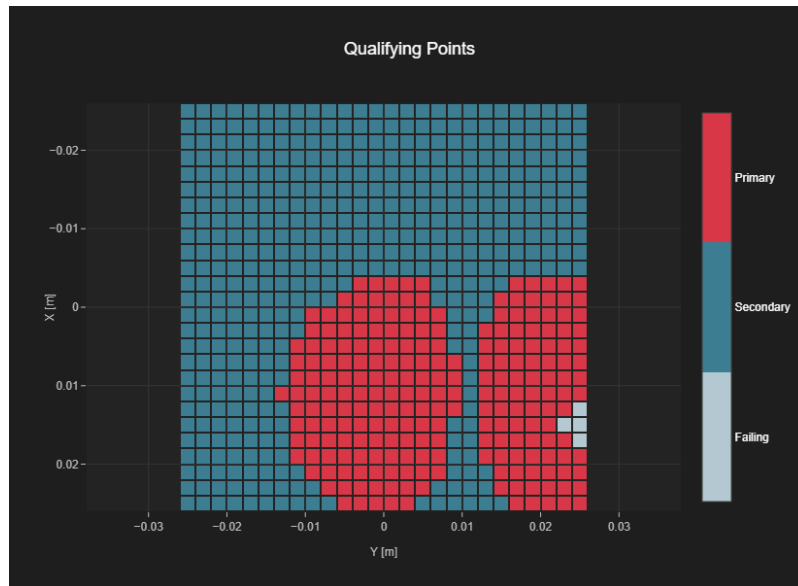 Qualifying Points
−0.02
−0.01
0
0.01
0.02
X [m]
−0.03
−0.02
−0.01
0
0.01
0.02
0.03
Y [m]
Primary
Secondary
Failing